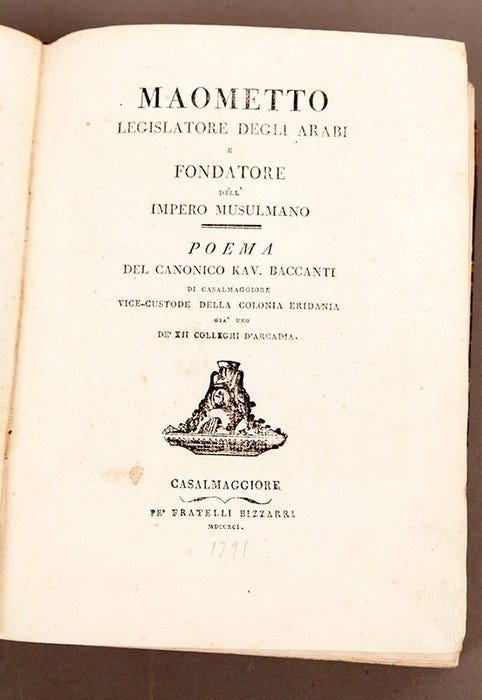 MAOMETTO
LEGISLATORE DEGLI ARABI
E
FONDATORE
DELL'
IMPERO MUSULMANO
POEMA
DEL CANONICO KAV. BACCANTI
DI CASALMAGGIORE
VICE-CUSTODE DELLA COLONIA ERIDANIA
GIA' UNO
DE' XII COLLEGHI D'ARCADIA.
CASALMAGGIORE
PE' FRATELLI BIZZARRI
MDCCXCI.
1791